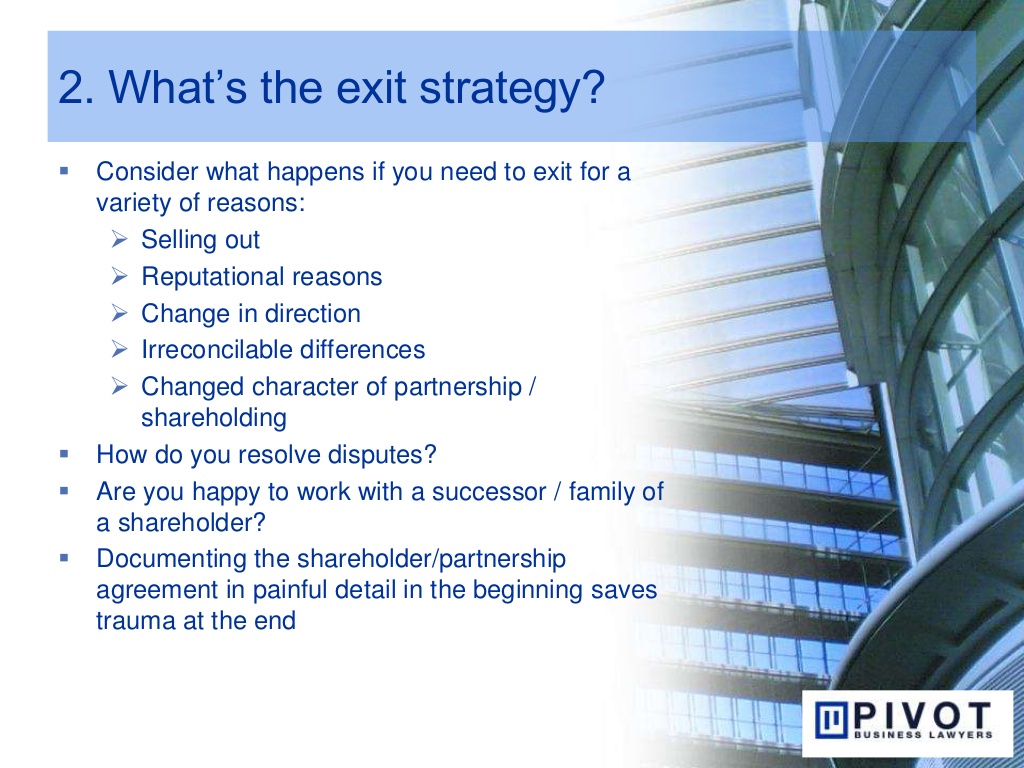 2. What's the exit strategy?
▪ Consider what happens if you need to exit for a
variety of reasons:
➢ Selling out
➢ Reputational reasons
➢ Change in direction
➢ Irreconcilable differences
➢ Changed character of partnership /
shareholding
▪ How do you resolve disputes?
▪ Are you happy to work with a successor / family of
a shareholder?
▪ Documenting the shareholder/partnership
agreement in painful detail in the beginning saves
trauma at the end
PIVOT
BUSINESS LAWYERS